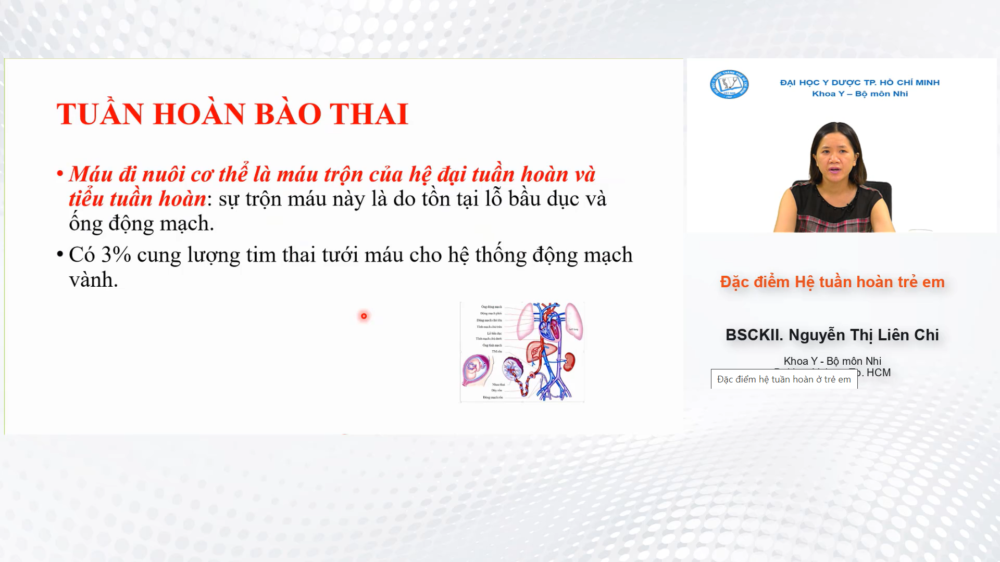 TUẦN HOÀN BÀO THAI
• Máu đi nuôi cơ thể là máu trộn của hệ đại tuần hoàn và
tiểu tuần hoàn: sự trộn máu này là do tồn tại lỗ bầu dục và
ống động mạch.
• Có 3% cung lượng tim thai tưới máu cho hệ thống động mạch
vành.
Ống động mạch
Động mạch phổi
Động mạch chủ lên
Tĩnh mạch chủ trên
Lỗ bầu dục
Tĩnh mạch chủ dưới
Ống tĩnh mạch
TM rốn
Nhau thai
Dây rốn
Động mạch rốn
Left lung
ĐẠI HỌC Y DƯỢC TP. HỒ CHÍ MINH
Khoa Y – Bộ môn Nhi
Đặc điểm Hệ tuần hoàn trẻ em
BSCKII. Nguyễn Thị Liên Chi
Khoa Y - Bộ môn Nhi
HCM
Đặc điểm hệ tuần hoàn ở trẻ em